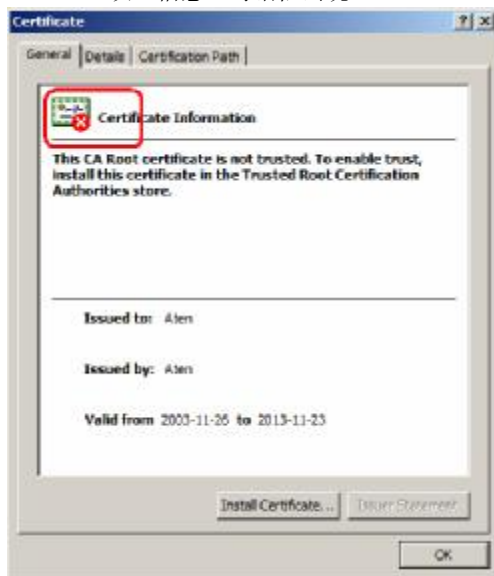 Certificate
General Details Certification Path
Certificate Information
This CA Root certificate is not trusted. To enable trust,
install this certificate in the Trusted Root Certification
Authorities store.
Issued to: Aten
Issued by: Aten
Valid from 2003-11-26 to 2013-11-23
Install Certificate... Issuer Statement
OK